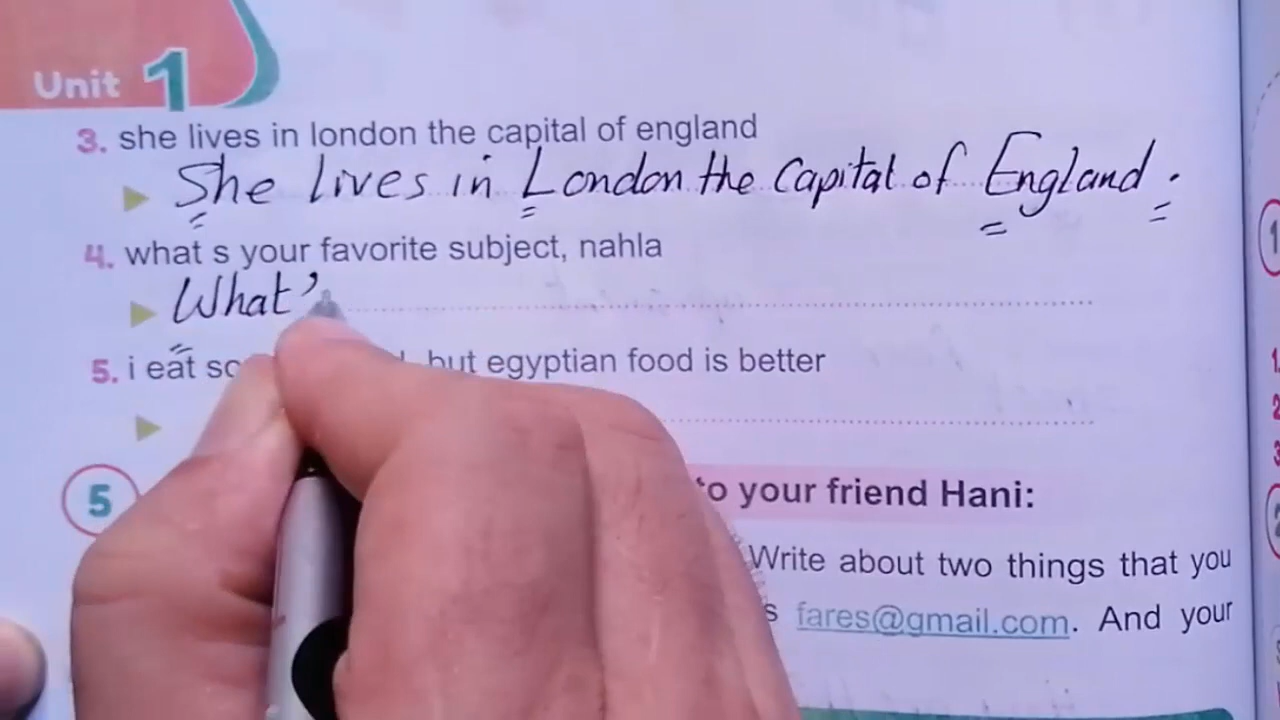 Unit 1
3. she lives in london the capital of england
She lives in London the capital of England.
4. what s your favorite subject, nahla
What'
5. i eat but egyptian food is better
5 to your friend Hani:
Write about two things that you
fares@gmail.com. And your